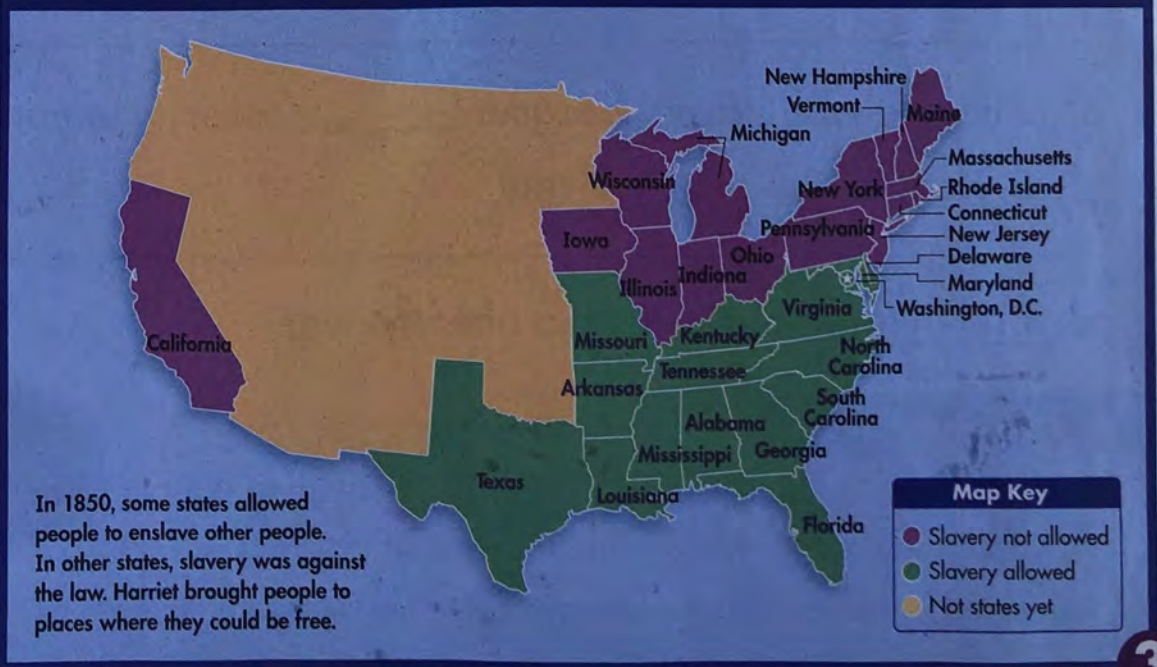 New Hampshire
Vermont
Maine
Michigan
Massachusetts
Wisconsin
New York
Rhode Island
Connecticut
Pennsylvania
New Jersey
Iowa
Ohio
Delaware
Indiana
Illinois
Maryland
Virginia
Washington, D.C.
California
Missouri
Kentucky
North
Carolina
Tennessee
Arkansas
South
Carolina
Alabama
Mississippi
Georgia
Texas
Louisiana
Florida
In 1850, some states allowed
people to enslave other people.
In other states, slavery was against
the law. Harriet brought people to
places where they could be free.
Map Key
Slavery not allowed
Slavery allowed
Not states yet